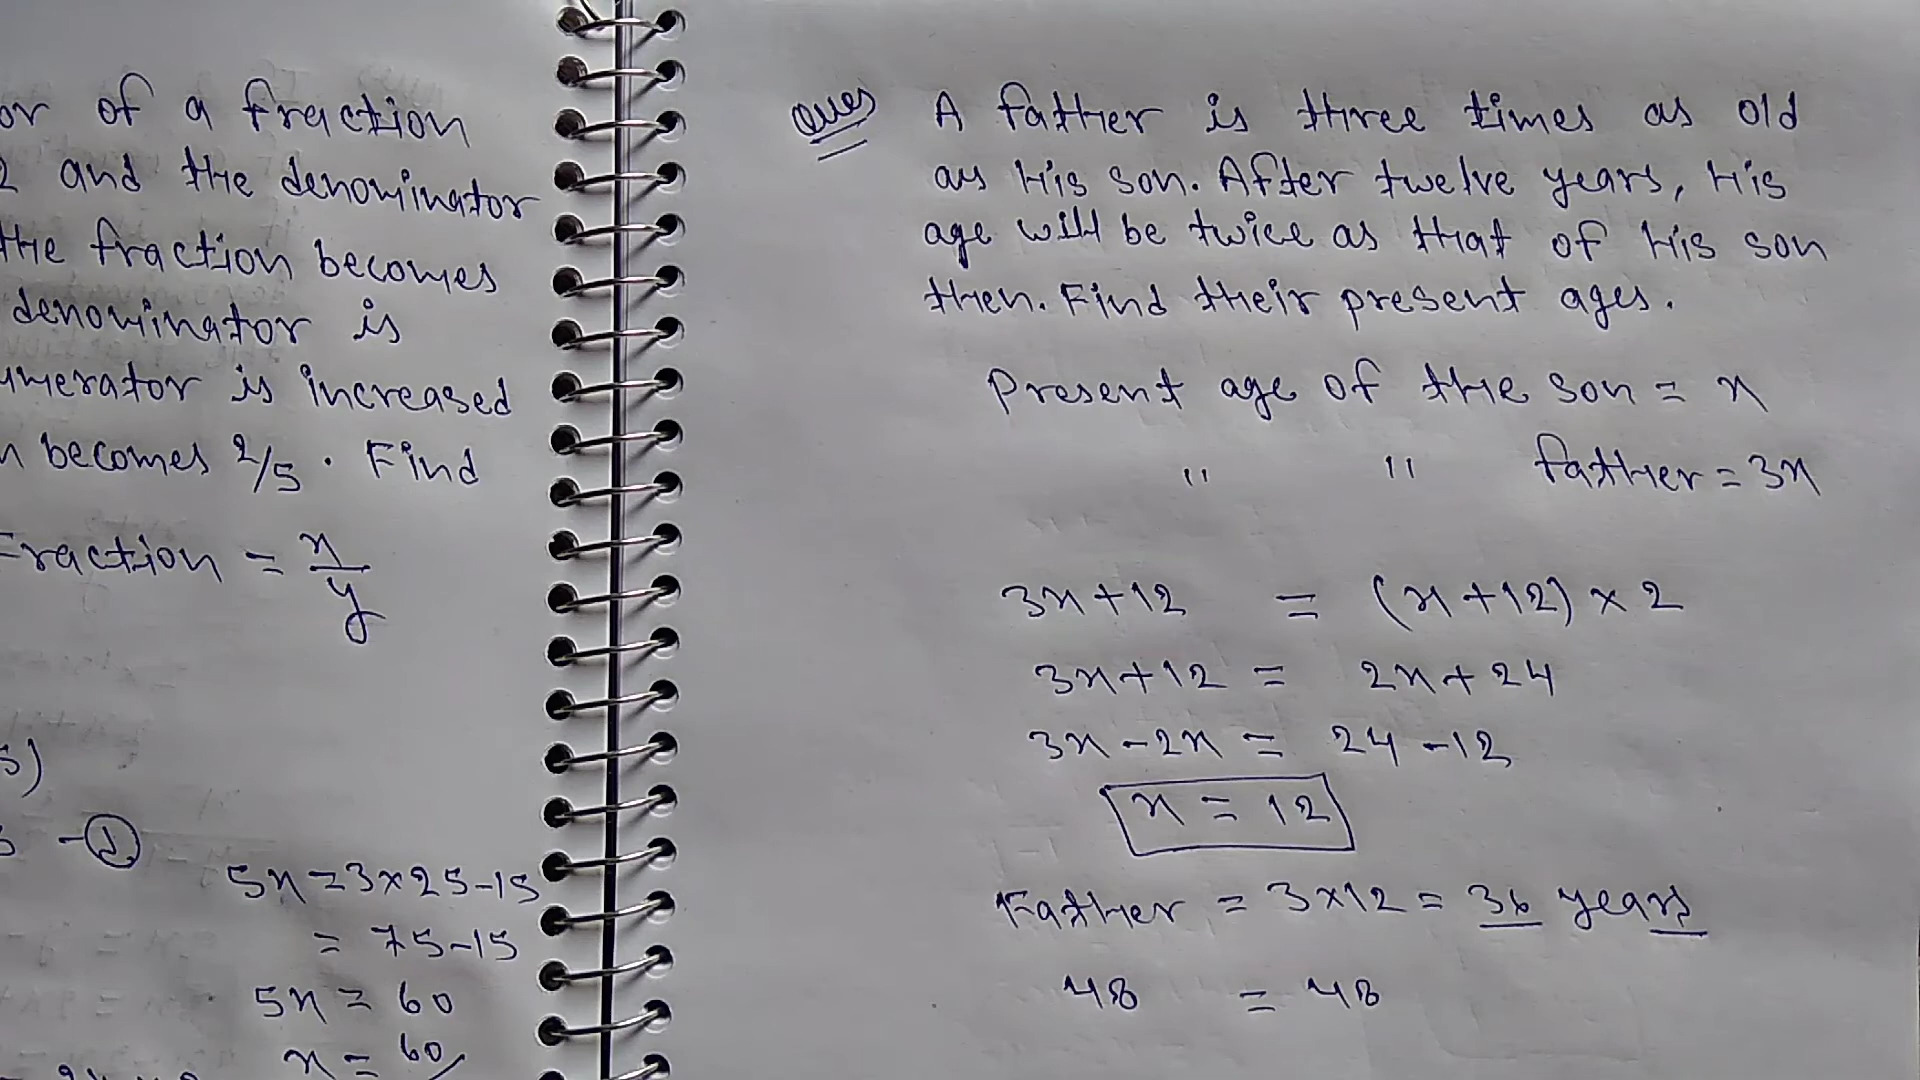 of a fraction
and the denominator
the fraction becomes
denominator is
is increased
becomes 2/5 . Find
Fraction = x/y
5)
- ②
5x = 3x25-15
= 75-15
5x = 60
x = 60
Ques A father is three times as old
as His son. After twelve years, His
age will be twice as that of His son
then. Find their present ages.
Present age of the son = x
" " father = 3x
3x+12 = (x+12) x 2
3x+12 = 2x+24
3x-2x = 24-12
x = 12
Father = 3x12 = 36 years
48 = 48